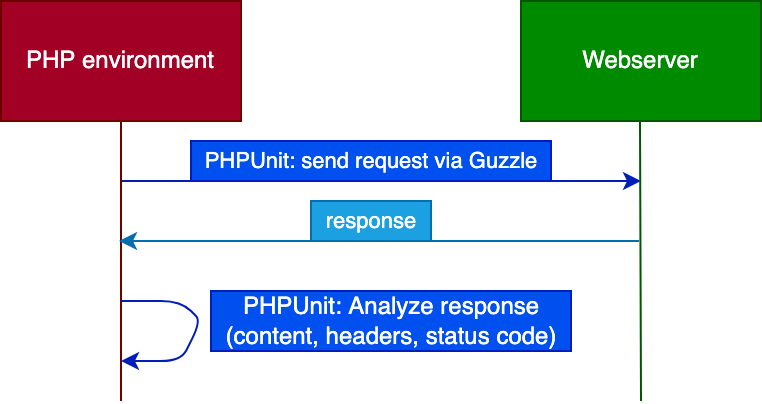 PHP environment
Webserver
PHPUnit: send request via Guzzle
response
PHPUnit: Analyze response
(content, headers, status code)